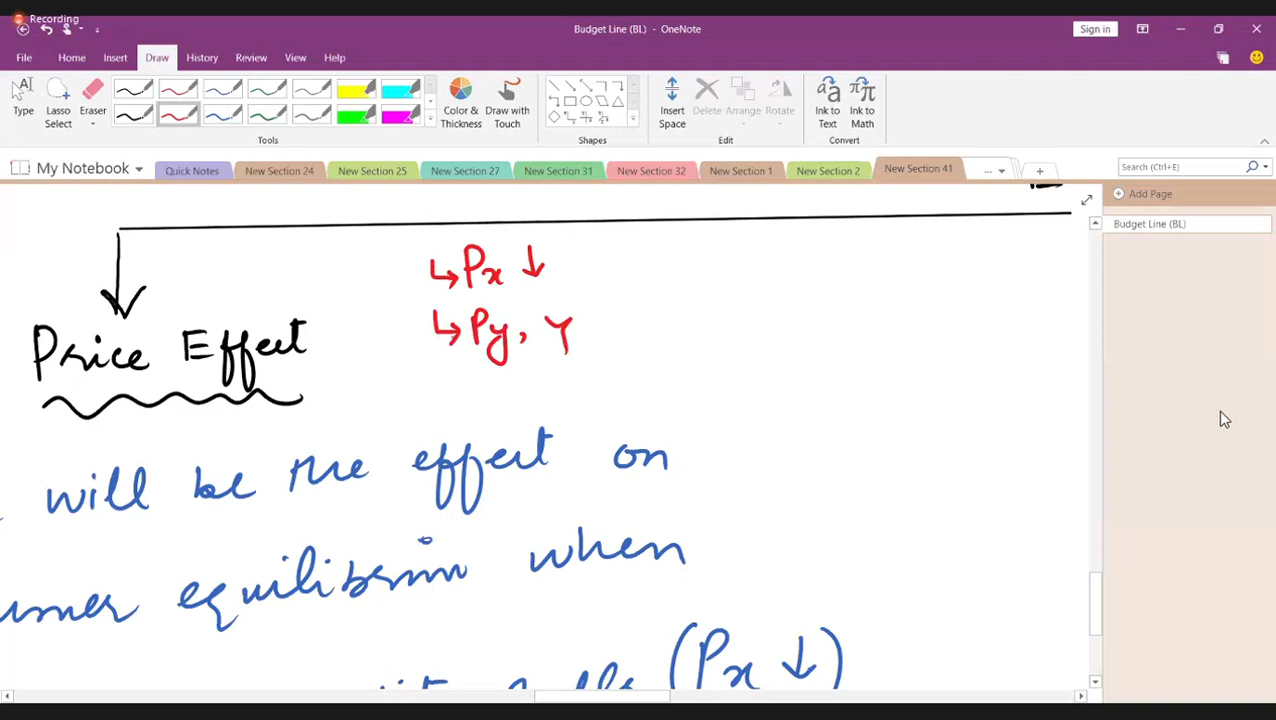 Recording
Budget Line (BL) - OneNote
Sign in
File Home Insert Draw History Review View Help
Type
Lasso Select
Eraser
Color & Thickness
Draw with Touch
Insert Space
Delete
Arrange
Rotate
Ink to Text
Ink to Math
Tools Shapes Edit Convert
My Notebook Quick Notes New Section 24 New Section 25 New Section 27 New Section 31 New Section 32 New Section 1 New Section 2 New Section 41 ... + Search (Ctrl+E)
Add Page
Budget Line (BL)
↳ Px ↓
↳ Py, Y
Price Effect
will be the effect on
umer equilibrium when
(Px ↓)